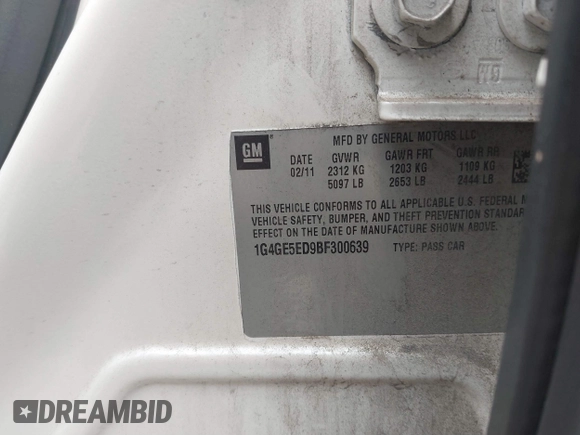 MFD BY GENERAL MOTORS LLC
GM
DATE GVWR GAWR FRT GAWR RR
02/11 2312 KG 1203 KG 1109 KG
5097 LB 2653 LB 2444 LB
THIS VEHICLE CONFORMS TO ALL APPLICABLE U.S. FEDERAL
VEHICLE SAFETY, BUMPER, AND THEFT PREVENTION STANDARDS
EFFECT ON THE DATE OF MANUFACTURE SHOWN ABOVE.
1G4GE5ED9BF300639 TYPE: PASS CAR
DREAMBID